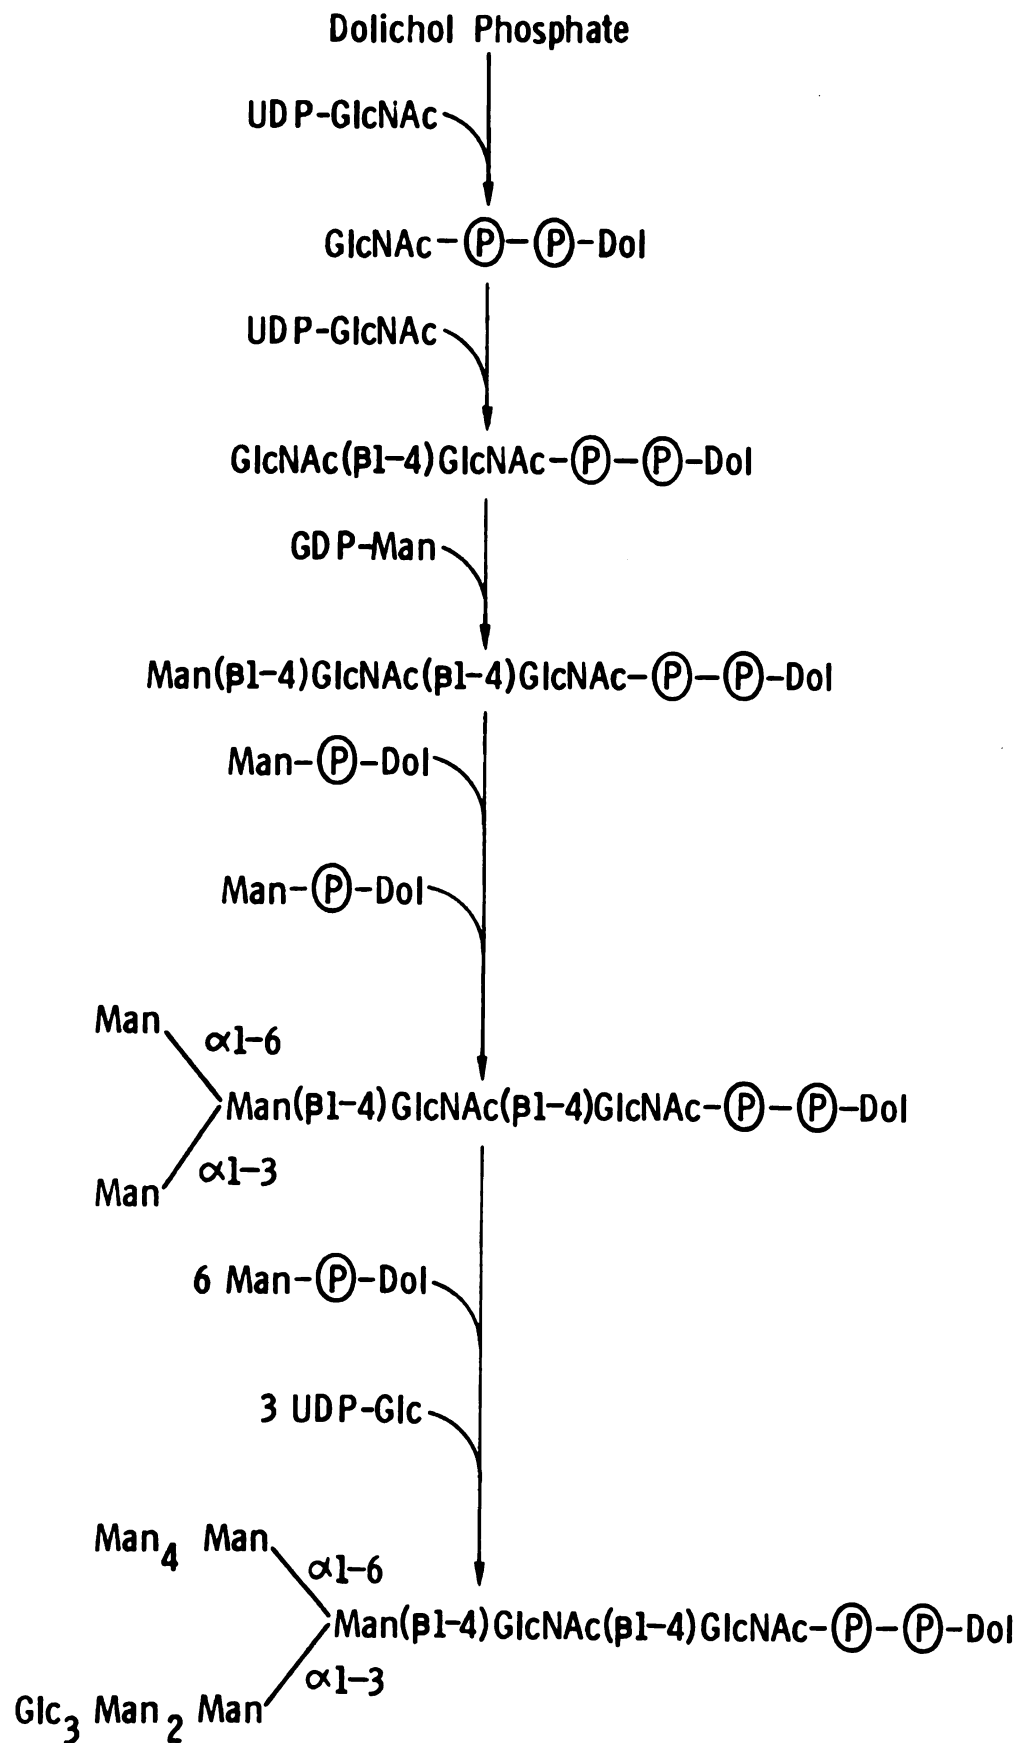 Dolichol Phosphate
UDP-GlcNAc
GlcNAc-Ⓟ-Ⓟ-Dol
UDP-GlcNAc
GlcNAc(β1-4)GlcNAc-Ⓟ-Ⓟ-Dol
GDP-Man
Man(β1-4)GlcNAc(β1-4)GlcNAc-Ⓟ-Ⓟ-Dol
Man-Ⓟ-Dol
Man-Ⓟ-Dol
Man
α1-6
Man(β1-4)GlcNAc(β1-4)GlcNAc-Ⓟ-Ⓟ-Dol
α1-3
Man
6 Man-Ⓟ-Dol
3 UDP-Glc
Man₄ Man
α1-6
Man(β1-4)GlcNAc(β1-4)GlcNAc-Ⓟ-Ⓟ-Dol
α1-3
Glc₃ Man₂ Man